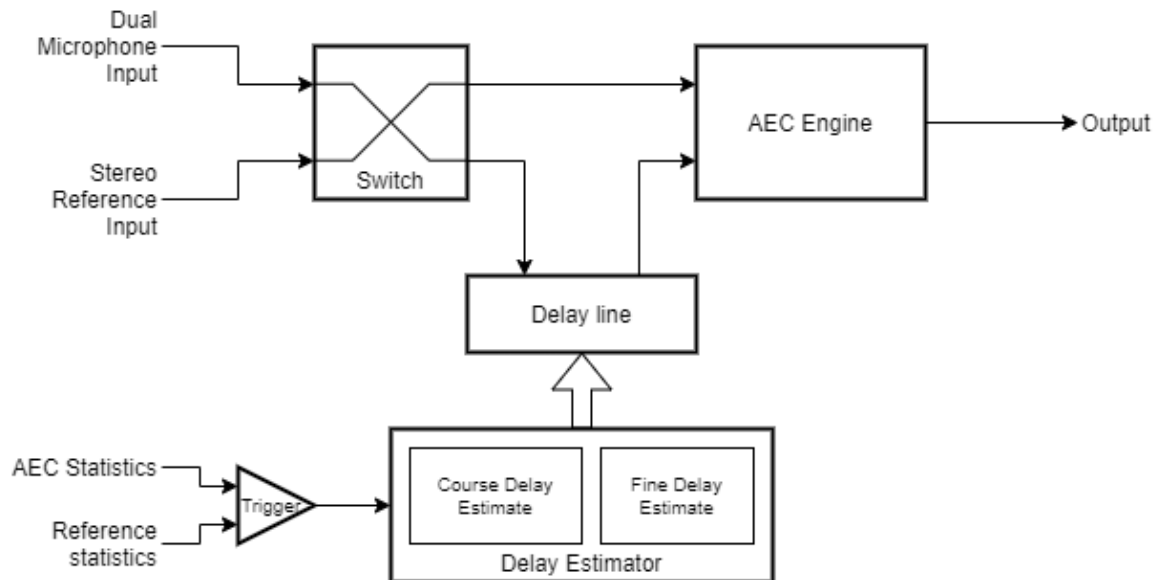 Dual
Microphone
Input
Stereo
Reference
Input
Switch
AEC Engine
Output
Delay line
AEC Statistics
Reference
statistics
Trigger
Course Delay
Estimate
Fine Delay
Estimate
Delay Estimator